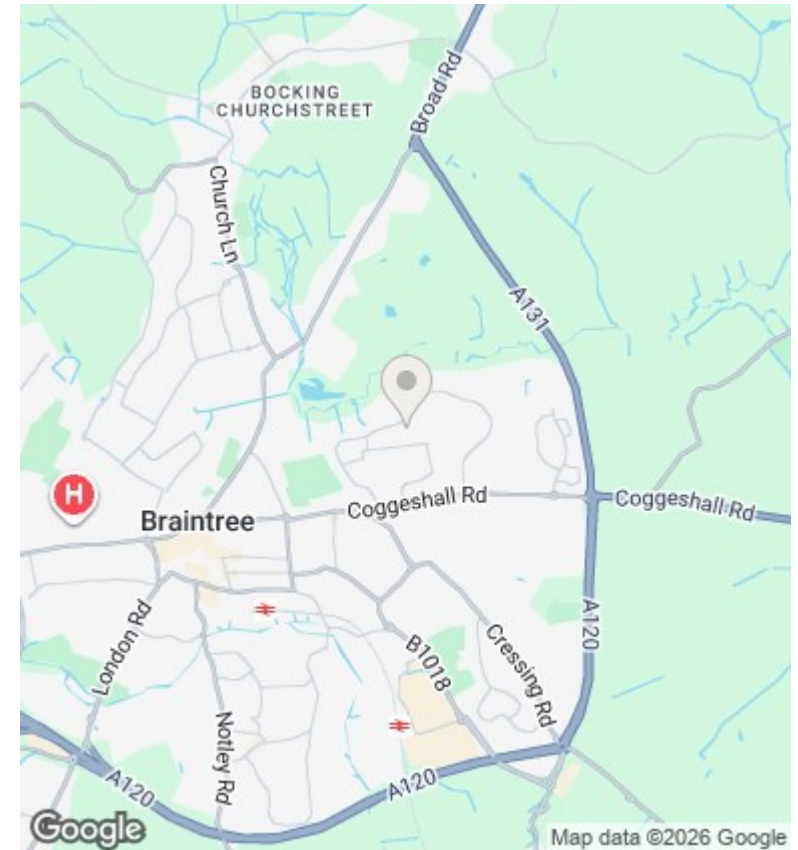 BOCKING
CHURCHSTREET
Broad Rd
Church Ln
A131
H
Braintree
Coggeshall Rd
Coggeshall Rd
London Rd
Notley Rd
B1018
Cressing Rd
A120
A120
A120
Google
Map data ©2026 Google